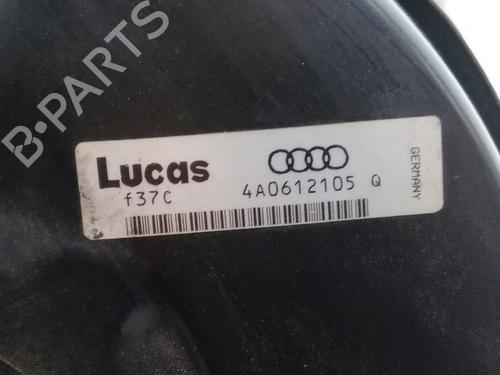 B-PARTS
Lucas
f37C
4A0612105 Q
GERMANY